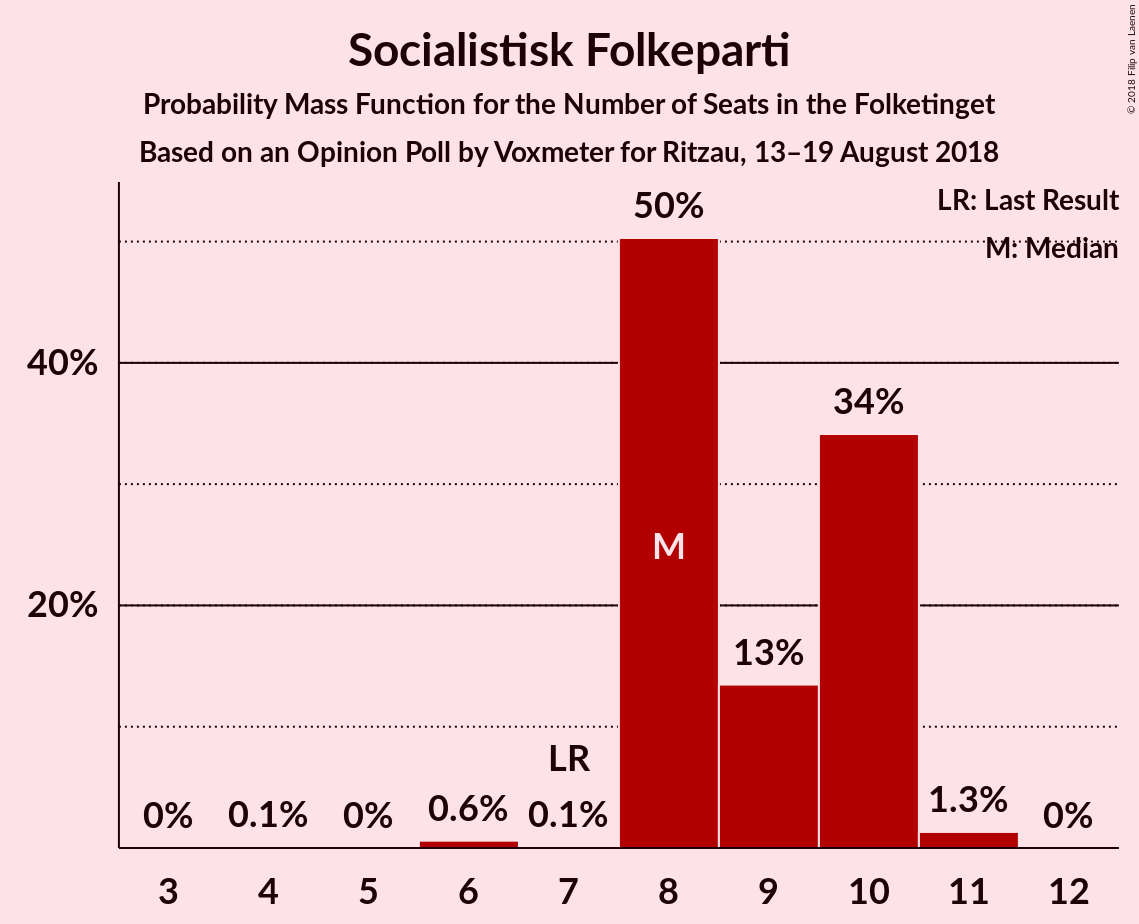 Socialistisk Folkeparti
Probability Mass Function for the Number of Seats in the Folketinget
Based on an Opinion Poll by Voxmeter for Ritzau, 13–19 August 2018
© 2018 Filip van Laenen
LR: Last Result
M: Median
50%
40%
34%
M
20%
13%
LR
0%
0.1%
0%
0.6%
0.1%
1.3%
0%
3 4 5 6 7 8 9 10 11 12